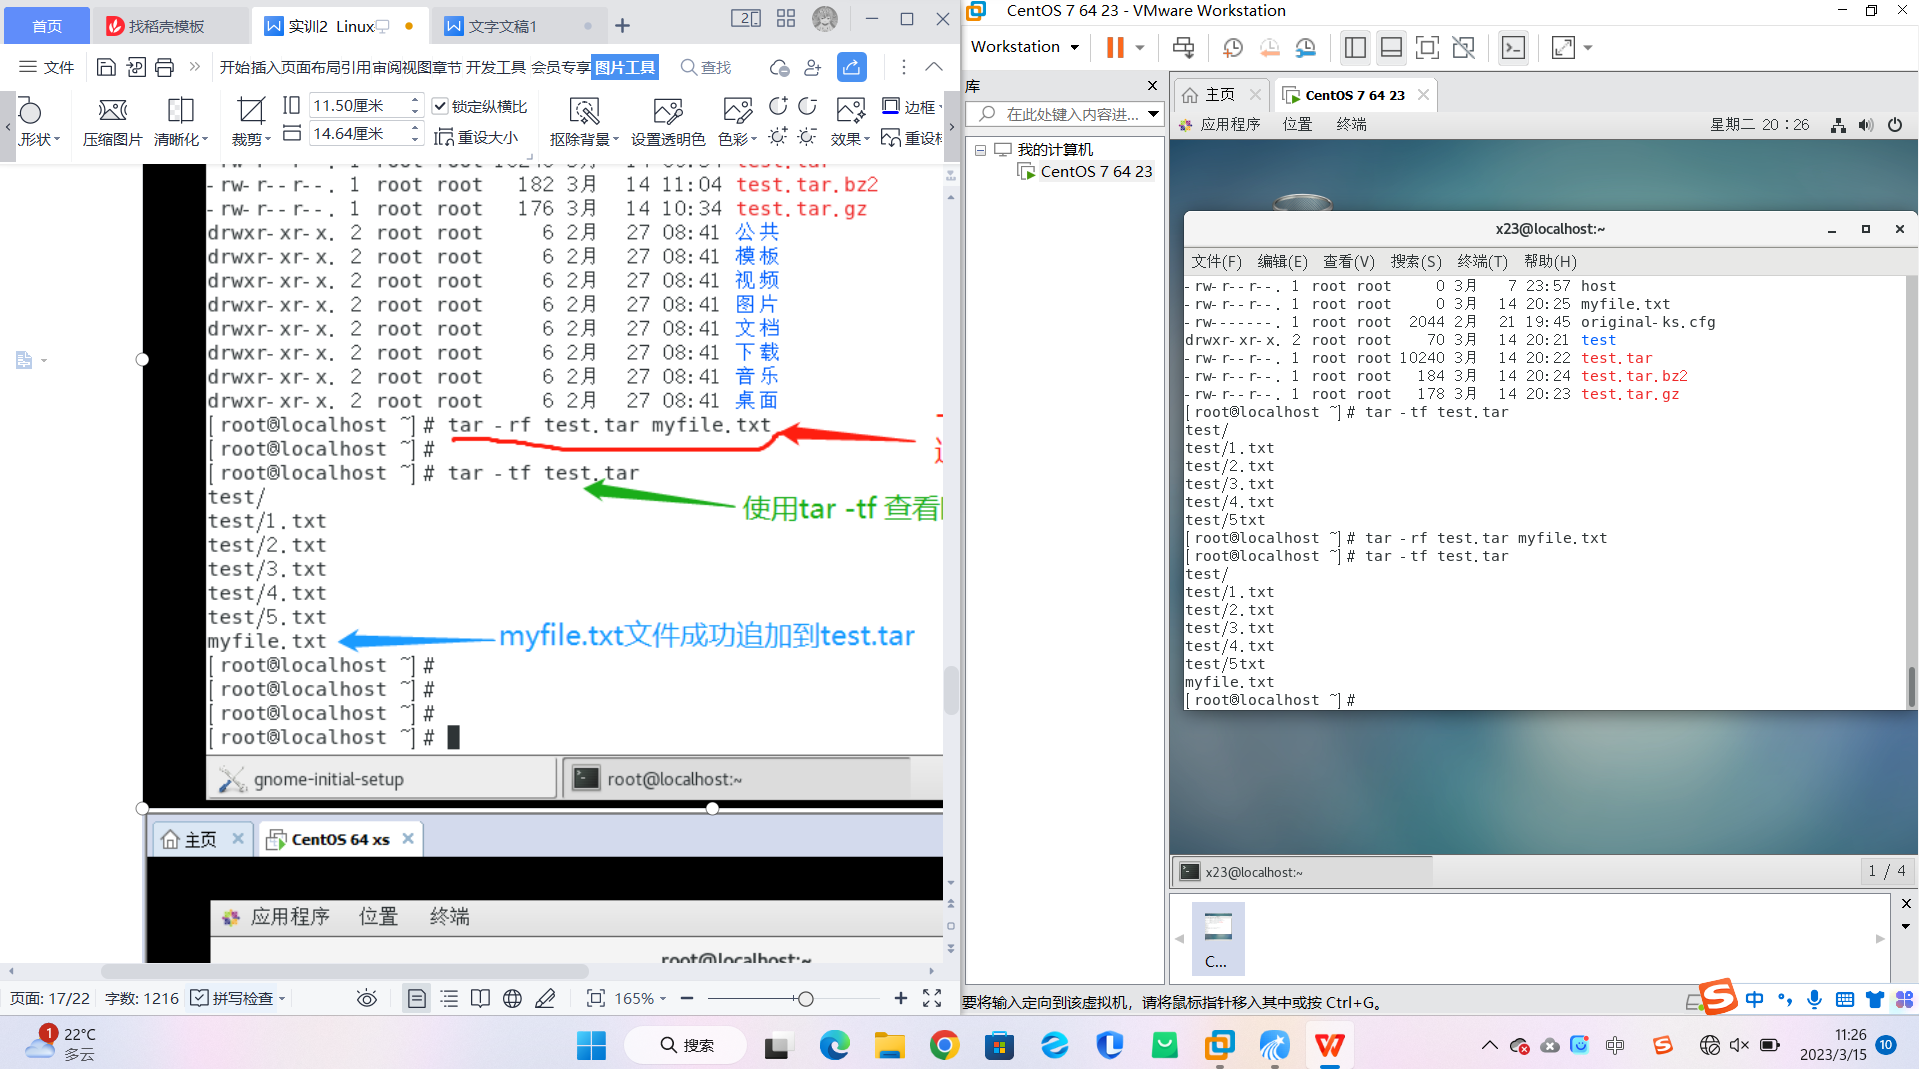 首页
找稻壳模板
实训2  Linux
文字文稿1
文件
开始插入页面布局引用审阅视图章节 开发工具 会员专享图片工具
查找
形状
压缩图片
清晰化
裁剪
11.50厘米
14.64厘米
锁定纵横比
重设大小
抠除背景
设置透明色
色彩
效果
边框
-rw-r--r--. 1 root root   182 3月  14 11:04 test.tar.bz2
-rw-r--r--. 1 root root   176 3月  14 10:34 test.tar.gz
drwxr-xr-x. 2 root root     6 2月  27 08:41 公共
drwxr-xr-x. 2 root root     6 2月  27 08:41 模板
drwxr-xr-x. 2 root root     6 2月  27 08:41 视频
drwxr-xr-x. 2 root root     6 2月  27 08:41 图片
drwxr-xr-x. 2 root root     6 2月  27 08:41 文档
drwxr-xr-x. 2 root root     6 2月  27 08:41 下载
drwxr-xr-x. 2 root root     6 2月  27 08:41 音乐
drwxr-xr-x. 2 root root     6 2月  27 08:41 桌面
[root@localhost ~]# tar -rf test.tar myfile.txt
[root@localhost ~]#
[root@localhost ~]# tar -tf test.tar
使用tar -tf 查看
test/
test/1.txt
test/2.txt
test/3.txt
test/4.txt
test/5.txt
myfile.txt
myfile.txt文件成功追加到test.tar
[root@localhost ~]#
[root@localhost ~]#
[root@localhost ~]#
[root@localhost ~]#
gnome-initial-setup
root@localhost:~
主页
CentOS 64 xs
应用程序
位置
终端
root@localhost:~
页面: 17/22
字数: 1216
拼写检查
165%
CentOS 7 64 23 - VMware Workstation
Workstation
库
在此处键入内容进...
我的计算机
CentOS 7 64 23
主页
CentOS 7 64 23
应用程序
位置
终端
星期二 20：26
x23@localhost:~
文件(F)  编辑(E)  查看(V)  搜索(S)  终端(T)  帮助(H)
-rw-r--r--. 1 root root     0 3月   7 23:57 host
-rw-r--r--. 1 root root     0 3月  14 20:25 myfile.txt
-rw-------. 1 root root  2044 2月  21 19:45 original-ks.cfg
drwxr-xr-x. 2 root root    70 3月  14 20:21 test
-rw-r--r--. 1 root root 10240 3月  14 20:22 test.tar
-rw-r--r--. 1 root root   184 3月  14 20:24 test.tar.bz2
-rw-r--r--. 1 root root   178 3月  14 20:23 test.tar.gz
[root@localhost ~]# tar -tf test.tar
test/
test/1.txt
test/2.txt
test/3.txt
test/4.txt
test/5txt
[root@localhost ~]# tar -rf test.tar myfile.txt
[root@localhost ~]# tar -tf test.tar
test/
test/1.txt
test/2.txt
test/3.txt
test/4.txt
test/5txt
myfile.txt
[root@localhost ~]#
x23@localhost:~
1 / 4
C...
要将输入定向到该虚拟机，请将鼠标指针移入其中或按 Ctrl+G。
中
1
22°C
多云
搜索
中
11:26
2023/3/15
10